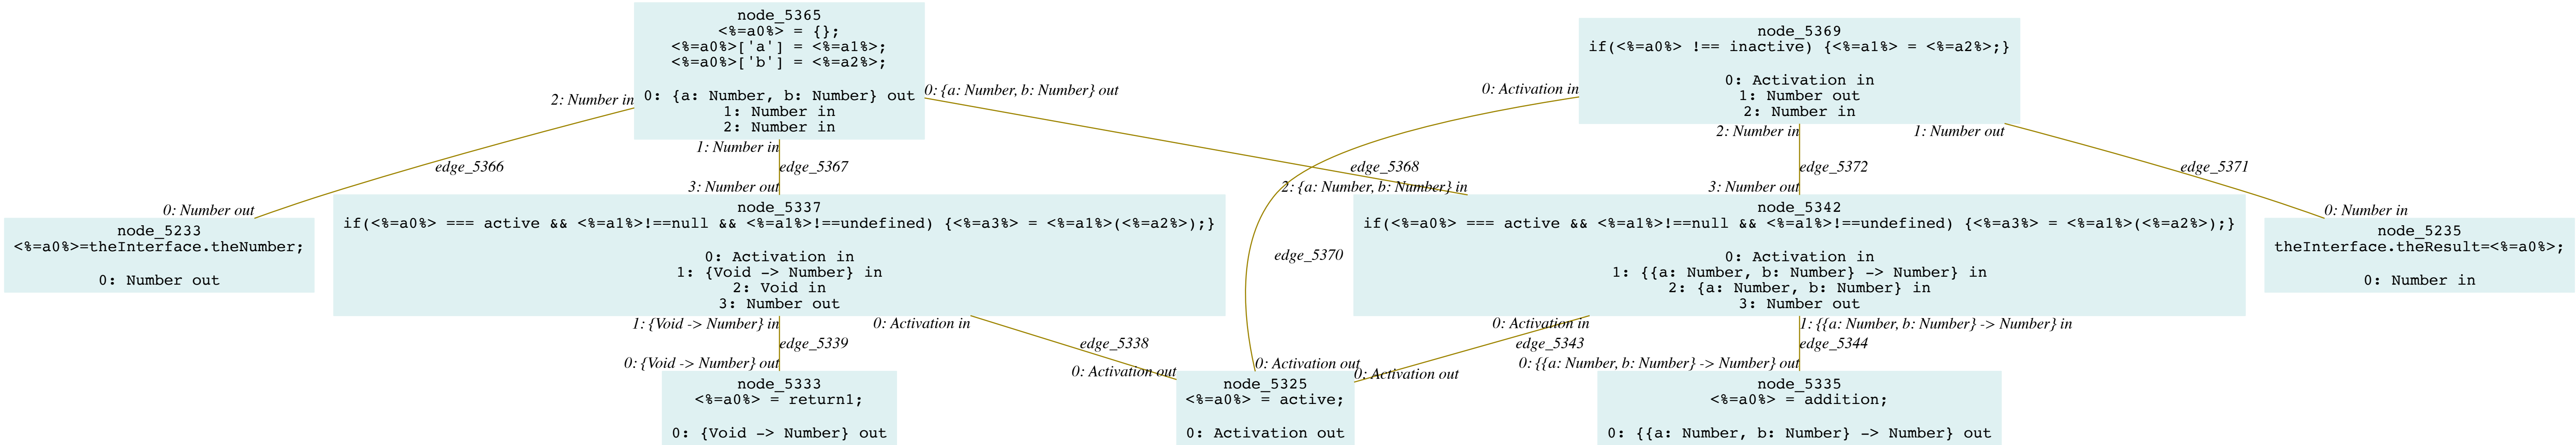 node_5365
<%=a0%> = {};
<%=a0%>['a'] = <%=a1%>;
<%=a0%>['b'] = <%=a2%>;
0: {a: Number, b: Number} out
1: Number in
2: Number in
node_5369
if(<%=a0%> !== inactive) {<%=a1%> = <%=a2%>;}
0: Activation in
1: Number out
2: Number in
2: Number in
0: {a: Number, b: Number} out
0: Activation in
1: Number in
2: Number in
1: Number out
edge_5366
edge_5367
edge_5368
edge_5372
edge_5371
0: Number out
3: Number out
2: {a: Number, b: Number} in
3: Number out
0: Number in
node_5233
<%=a0%>=theInterface.theNumber;
0: Number out
node_5337
if(<%=a0%> === active && <%=a1%>!==null && <%=a1%>!==undefined) {<%=a3%> = <%=a1%>(<%=a2%>);}
0: Activation in
1: {Void -> Number} in
2: Void in
3: Number out
edge_5370
node_5342
if(<%=a0%> === active && <%=a1%>!==null && <%=a1%>!==undefined) {<%=a3%> = <%=a1%>(<%=a2%>);}
0: Activation in
1: {{a: Number, b: Number} -> Number} in
2: {a: Number, b: Number} in
3: Number out
node_5235
theInterface.theResult=<%=a0%>;
0: Number in
1: {Void -> Number} in
0: Activation in
0: Activation in
1: {{a: Number, b: Number} -> Number} in
edge_5339
edge_5338
edge_5343
edge_5344
0: {Void -> Number} out
0: Activation out
0: Activation out
0: Activation out
0: {{a: Number, b: Number} -> Number} out
node_5333
<%=a0%> = return1;
0: {Void -> Number} out
node_5325
<%=a0%> = active;
0: Activation out
node_5335
<%=a0%> = addition;
0: {{a: Number, b: Number} -> Number} out